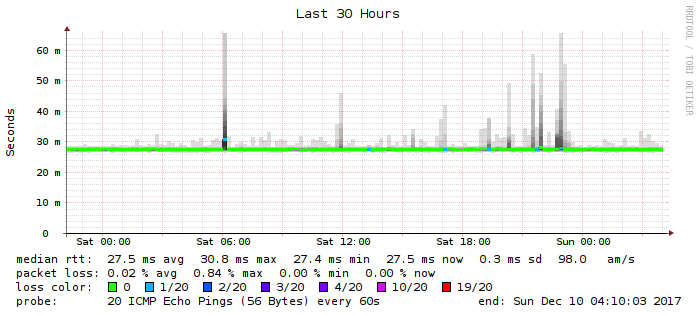 Last 30 Hours
RRDTOOL / TOBI OETIKER
Seconds
60 m
50 m
40 m
30 m
20 m
10 m
0
Sat 00:00 Sat 06:00 Sat 12:00 Sat 18:00 Sun 00:00
median rtt: 27.5 ms avg 30.8 ms max 27.4 ms min 27.5 ms now 0.3 ms sd 98.0 am/s
packet loss: 0.02 % avg 0.84 % max 0.00 % min 0.00 % now
loss color: 0 1/20 2/20 3/20 4/20 10/20 19/20
probe: 20 ICMP Echo Pings (56 Bytes) every 60s end: Sun Dec 10 04:10:03 2017